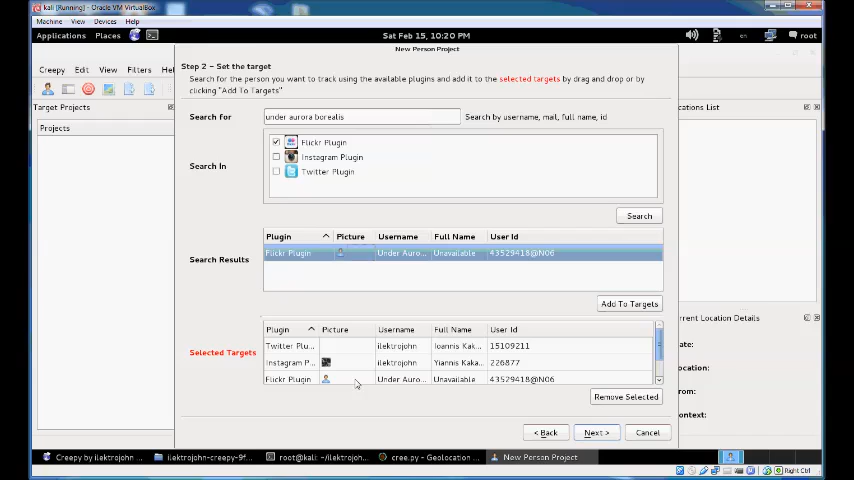 kali [Running] - Oracle VM VirtualBox
Machine View Devices Help
Applications Places Sat Feb 15, 10:20 PM en root
New Person Project
Creepy Edit View Filters Hel
Step 2 - Set the target
Search for the person you want to track using the available plugins and add it to the selected targets by drag and drop or by
clicking "Add To Targets"
Target Projects
ocations List
Search for under aurora borealis Search by username, mail, full name, id
Projects
Flickr Plugin
Search In
Instagram Plugin
Twitter Plugin
Search
Plugin Picture Username Full Name User Id
Search Results
Flickr Plugin Under Auro... Unavailable 43529418@N06
Add To Targets
Current Location Details
Plugin Picture Username Full Name User Id
Selected Targets
Twitter Plu... ilektrojohn Ioannis Kak... 15109211
ate:
Instagram P... ilektrojohn Yiannis Kaka... 226877
ocation:
Flickr Plugin Under Auro... Unavailable 43529418@N06
rom:
Remove Selected
ontext:
< Back Next > Cancel
Creepy by ilektrojohn - ... ilektrojohn-creepy-9f... root@kali: ~/ilektrojohn... cree.py - Geolocation ... New Person Project
Right Ctrl